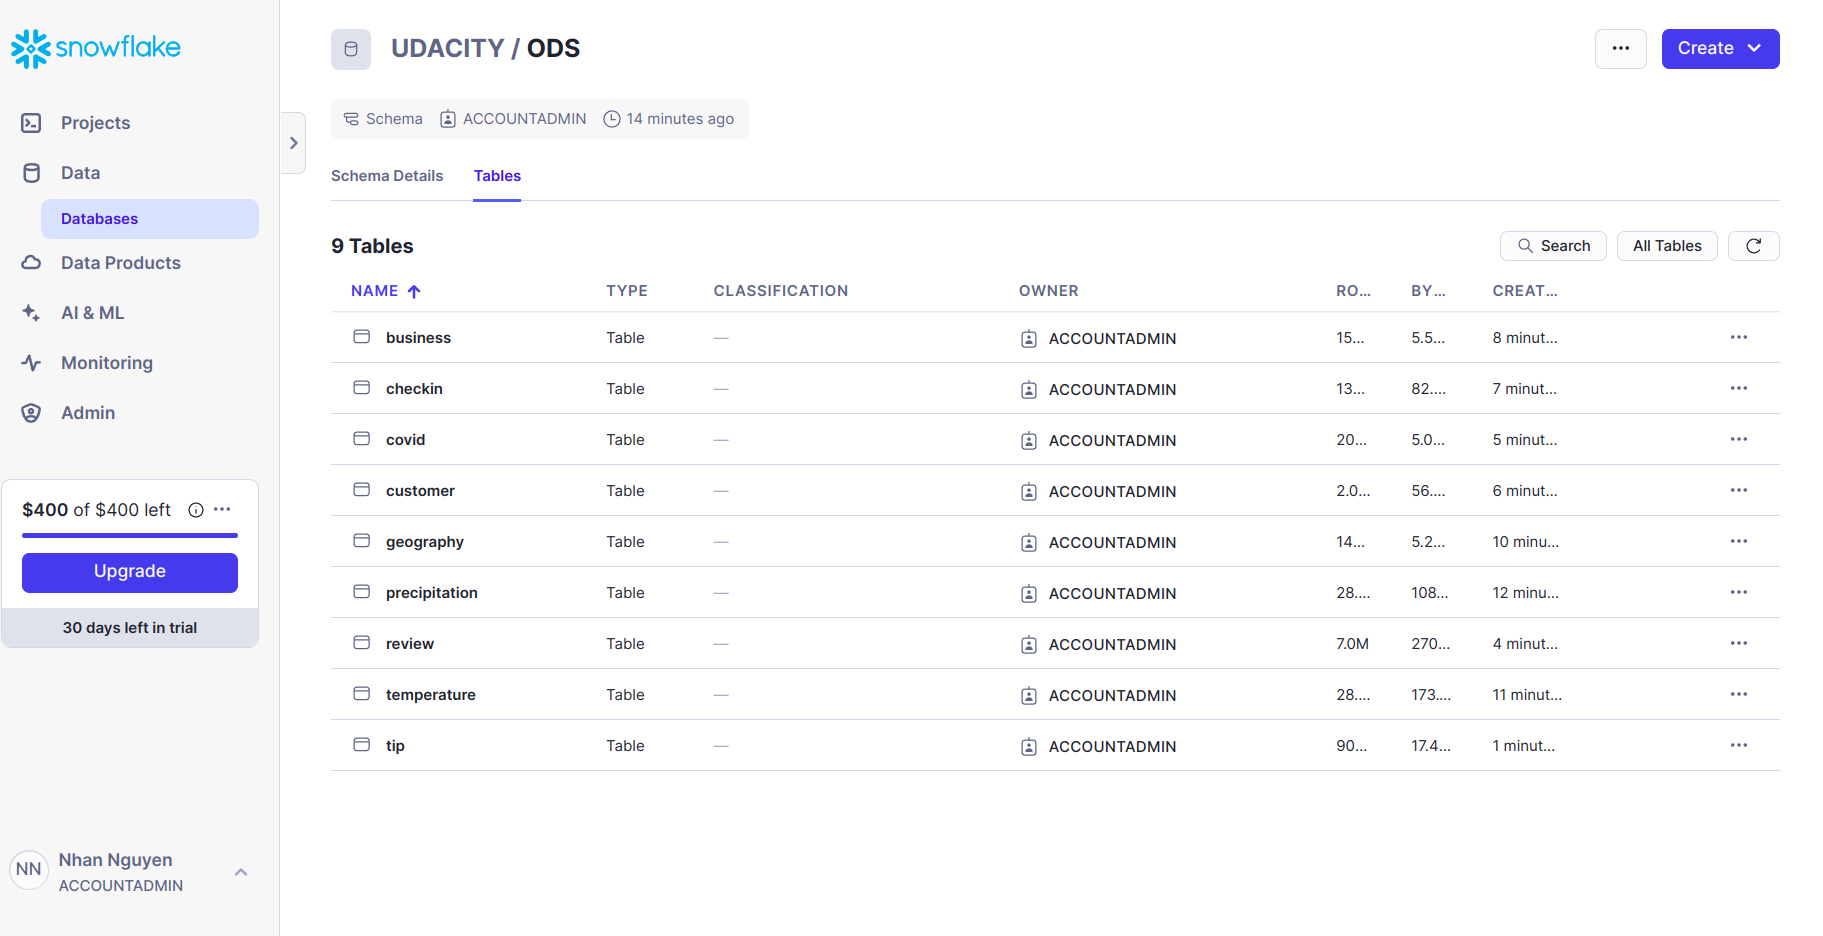 snowflake
Projects
Data
Databases
Data Products
AI & ML
Monitoring
Admin
$400 of $400 left
Upgrade
30 days left in trial
NN
Nhan Nguyen
ACCOUNTADMIN
UDACITY / ODS
Create
Schema ACCOUNTADMIN 14 minutes ago
Schema Details Tables
9 Tables
Search All Tables
NAME TYPE CLASSIFICATION OWNER RO... BY... CREAT...
business Table — ACCOUNTADMIN 15... 5.5... 8 minut...
checkin Table — ACCOUNTADMIN 13... 82.... 7 minut...
covid Table — ACCOUNTADMIN 20... 5.0... 5 minut...
customer Table — ACCOUNTADMIN 2.0... 56.... 6 minut...
geography Table — ACCOUNTADMIN 14... 5.2... 10 minu...
precipitation Table — ACCOUNTADMIN 28.... 108... 12 minu...
review Table — ACCOUNTADMIN 7.0M 270... 4 minut...
temperature Table — ACCOUNTADMIN 28.... 173.... 11 minut...
tip Table — ACCOUNTADMIN 90... 17.4... 1 minut...